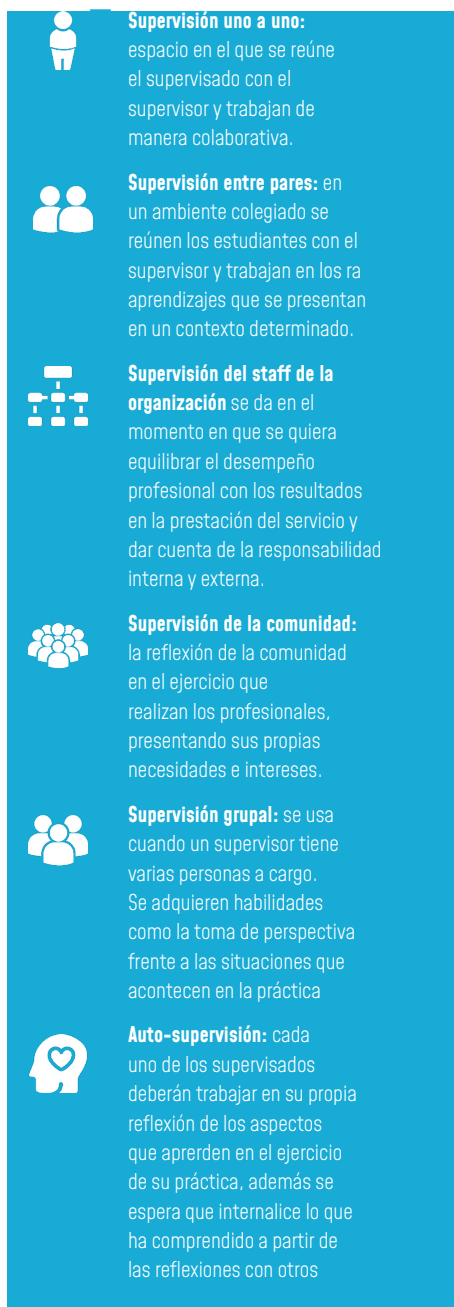 Supervisión uno a uno:
espacio en el que se reúne
el supervisado con el
supervisor y trabajan de
manera colaborativa.
Supervisión entre pares: en
un ambiente colegiado se
reúnen los estudiantes con el
supervisor y trabajan en los ra
aprendizajes que se presentan
en un contexto determinado.
Supervisión del staff de la
organización se da en el
momento en que se quiera
equilibrar el desempeño
profesional con los resultados
en la prestación del servicio y
dar cuenta de la responsabilidad
interna y externa.
Supervisión de la comunidad:
la reflexión de la comunidad
en el ejercicio que
realizan los profesionales,
presentando sus propias
necesidades e intereses.
Supervisión grupal: se usa
cuando un supervisor tiene
varias personas a cargo.
Se adquieren habilidades
como la toma de perspectiva
frente a las situaciones que
acontecen en la práctica
Auto-supervisión: cada
uno de los supervisados
deberán trabajar en su propia
reflexión de los aspectos
que aprerden en el ejercicio
de su práctica, además se
espera que internalice lo que
ha comprendido a partir de
las reflexiones con otros